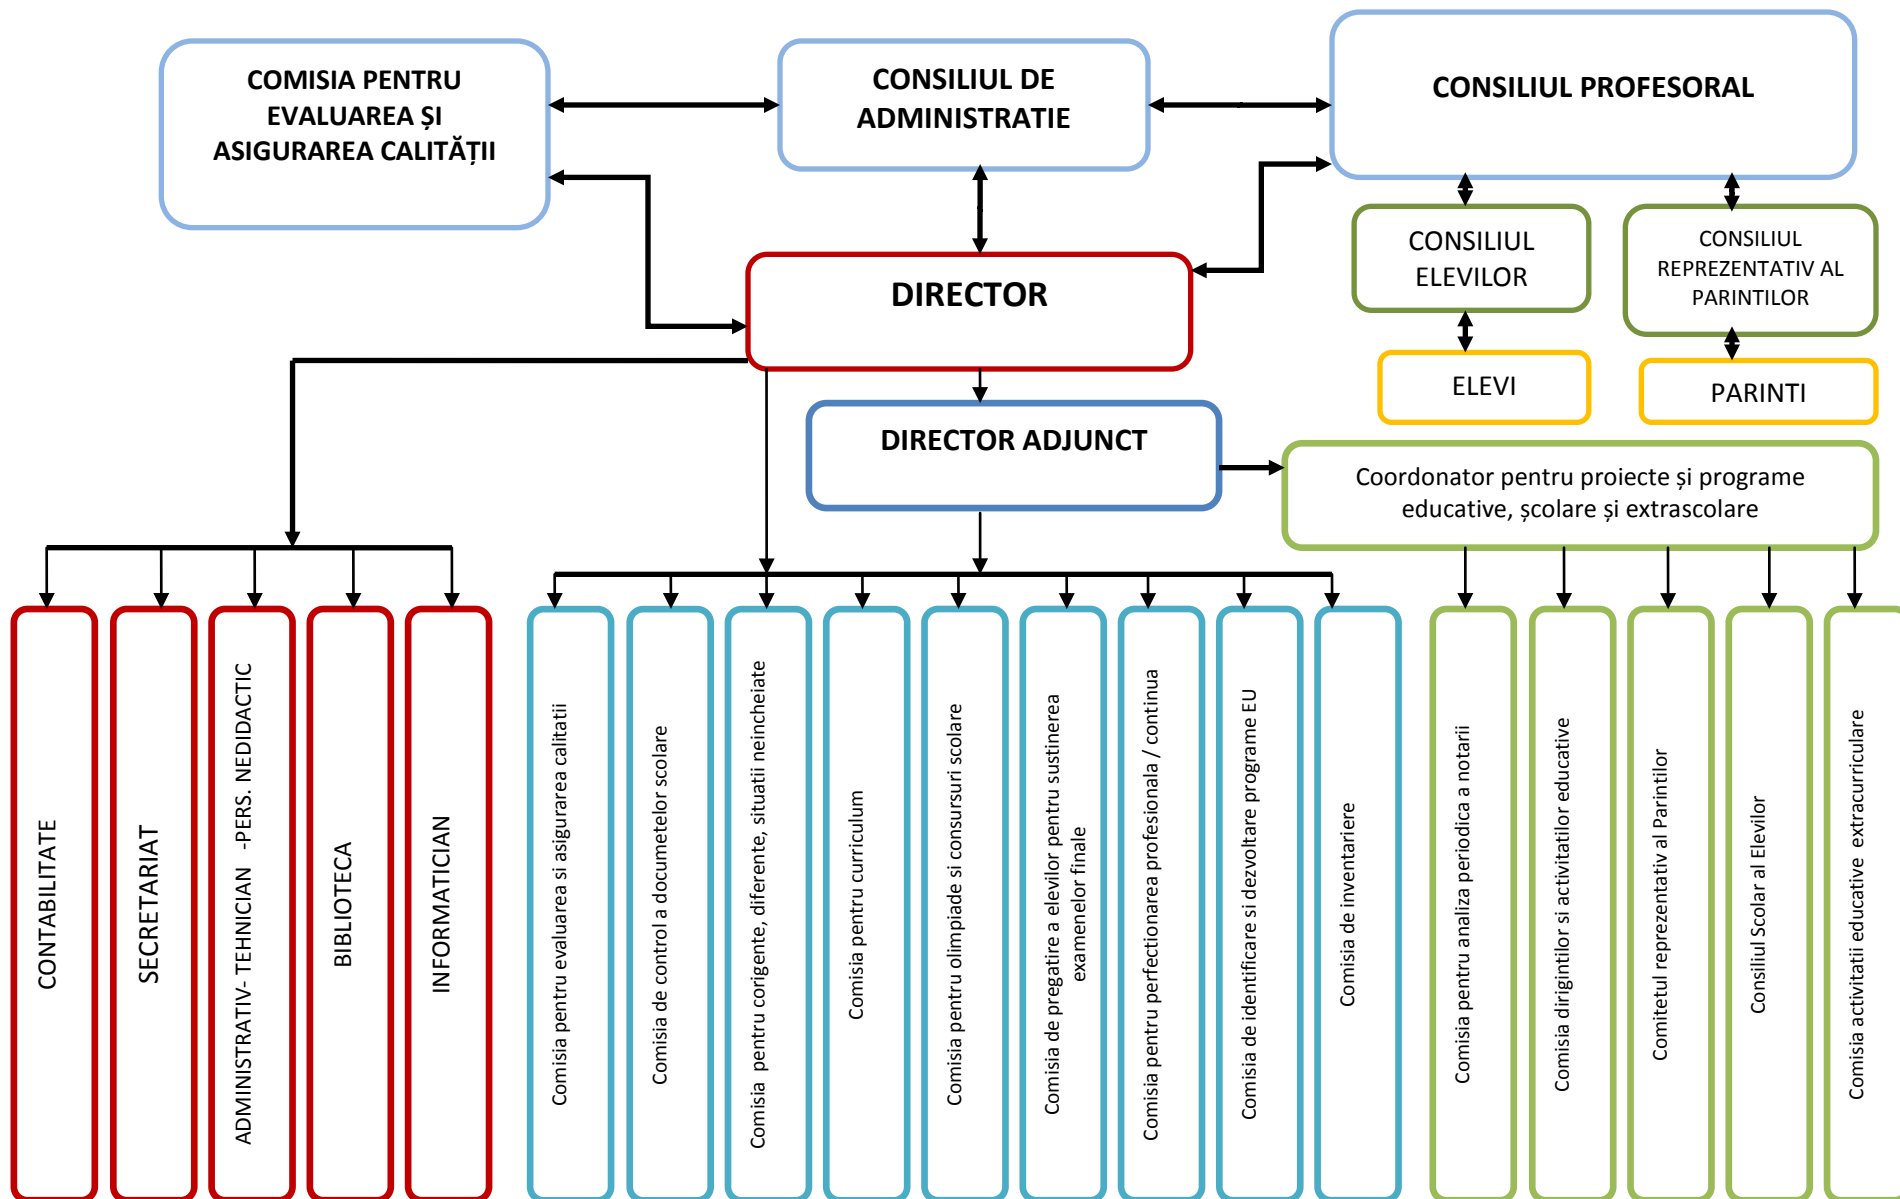 COMISIA PENTRU
EVALUAREA ȘI
ASIGURAREA CALITĂȚII
CONSILIUL DE
ADMINISTRATIE
CONSILIUL PROFESORAL
CONSILIUL
ELEVILOR
CONSILIUL
REPREZENTATIV AL
PARINTILOR
DIRECTOR
ELEVI
PARINTI
DIRECTOR ADJUNCT
Coordonator pentru proiecte și programe
educative, școlare și extrascolare
CONTABILITATE
SECRETARIAT
ADMINISTRATIV- TEHNICIAN -PERS. NEDIDACTIC
BIBLIOTECA
INFORMATICIAN
Comisia pentru evaluarea si asigurarea calitatii
Comisia de control a documetelor scolare
Comisia pentru corigente, diferente, situatii neincheiate
Comisia pentru curriculum
Comisia pentru olimpiade si consursuri scolare
Comisia de pregatire a elevilor pentru sustinerea
examenelor finale
Comisia pentru perfectionarea profesionala / continua
Comisia de identificare si dezvoltare programe EU
Comisia de inventariere
Comisia pentru analiza periodica a notarii
Comisia dirigintilor si activitatilor educative
Comitetul reprezentativ al Parintilor
Consiliul Scolar al Elevilor
Comisia activitatii educative extracurriculare